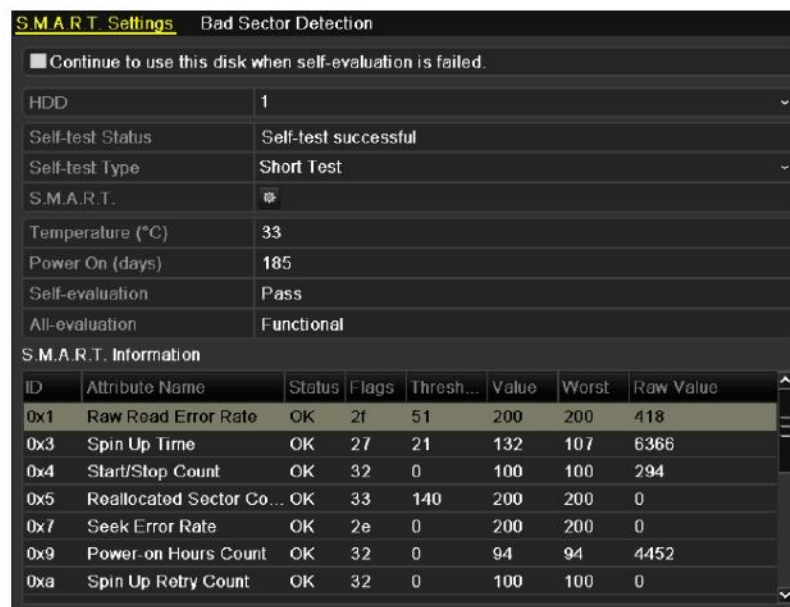 S.M.A.R.T. Settings Bad Sector Detection
Continue to use this disk when self-evaluation is failed.
HDD 1
Self-test Status Self-test successful
Self-test Type Short Test
S.M.A.R.T.
Temperature (°C) 33
Power On (days) 185
Self-evaluation Pass
All-evaluation Functional
S.M.A.R.T. Information
ID Attribute Name Status Flags Thresh... Value Worst Raw Value
0x1 Raw Read Error Rate OK 2f 51 200 200 418
0x3 Spin Up Time OK 27 21 132 107 6366
0x4 Start/Stop Count OK 32 0 100 100 294
0x5 Reallocated Sector Co... OK 33 140 200 200 0
0x7 Seek Error Rate OK 2e 0 200 200 0
0x9 Power-on Hours Count OK 32 0 94 94 4452
0xa Spin Up Retry Count OK 32 0 100 100 0